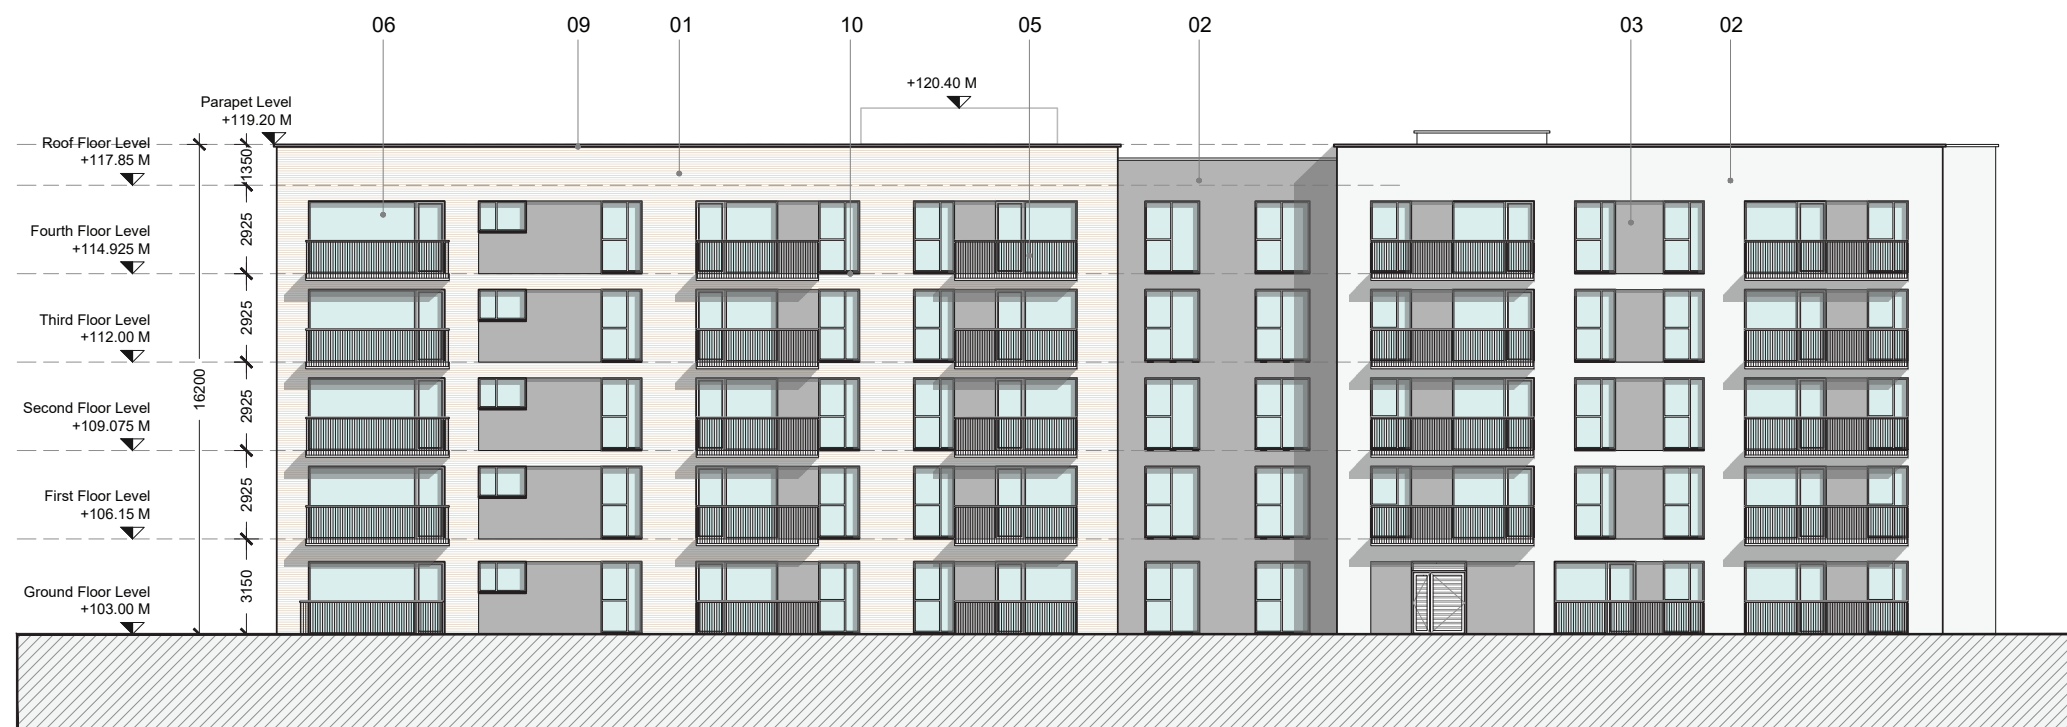 06
09
01
10
05
02
03
02
+120.40 M
Parapet Level
+119.20 M
Roof Floor Level
+117.85 M
1350
2925
Fourth Floor Level
+114.925 M
2925
Third Floor Level
+112.00 M
16200
2925
Second Floor Level
+109.075 M
2925
First Floor Level
+106.15 M
3150
Ground Floor Level
+103.00 M